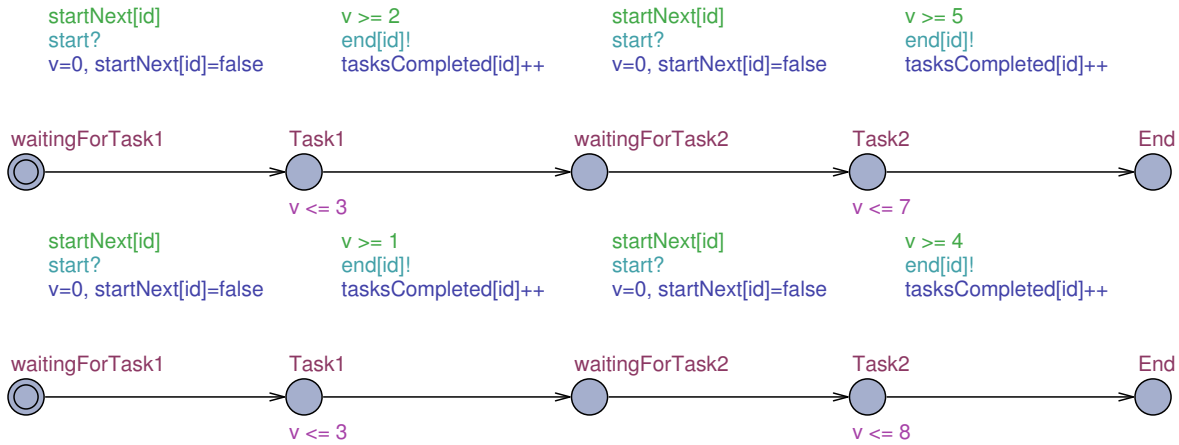 startNext[id]
start?
v=0, startNext[id]=false
v >= 2
end[id]!
tasksCompleted[id]++
startNext[id]
start?
v=0, startNext[id]=false
v >= 5
end[id]!
tasksCompleted[id]++
waitingForTask1
Task1
waitingForTask2
Task2
End
v <= 3
v <= 7
startNext[id]
start?
v=0, startNext[id]=false
v >= 1
end[id]!
tasksCompleted[id]++
startNext[id]
start?
v=0, startNext[id]=false
v >= 4
end[id]!
tasksCompleted[id]++
waitingForTask1
Task1
waitingForTask2
Task2
End
v <= 3
v <= 8